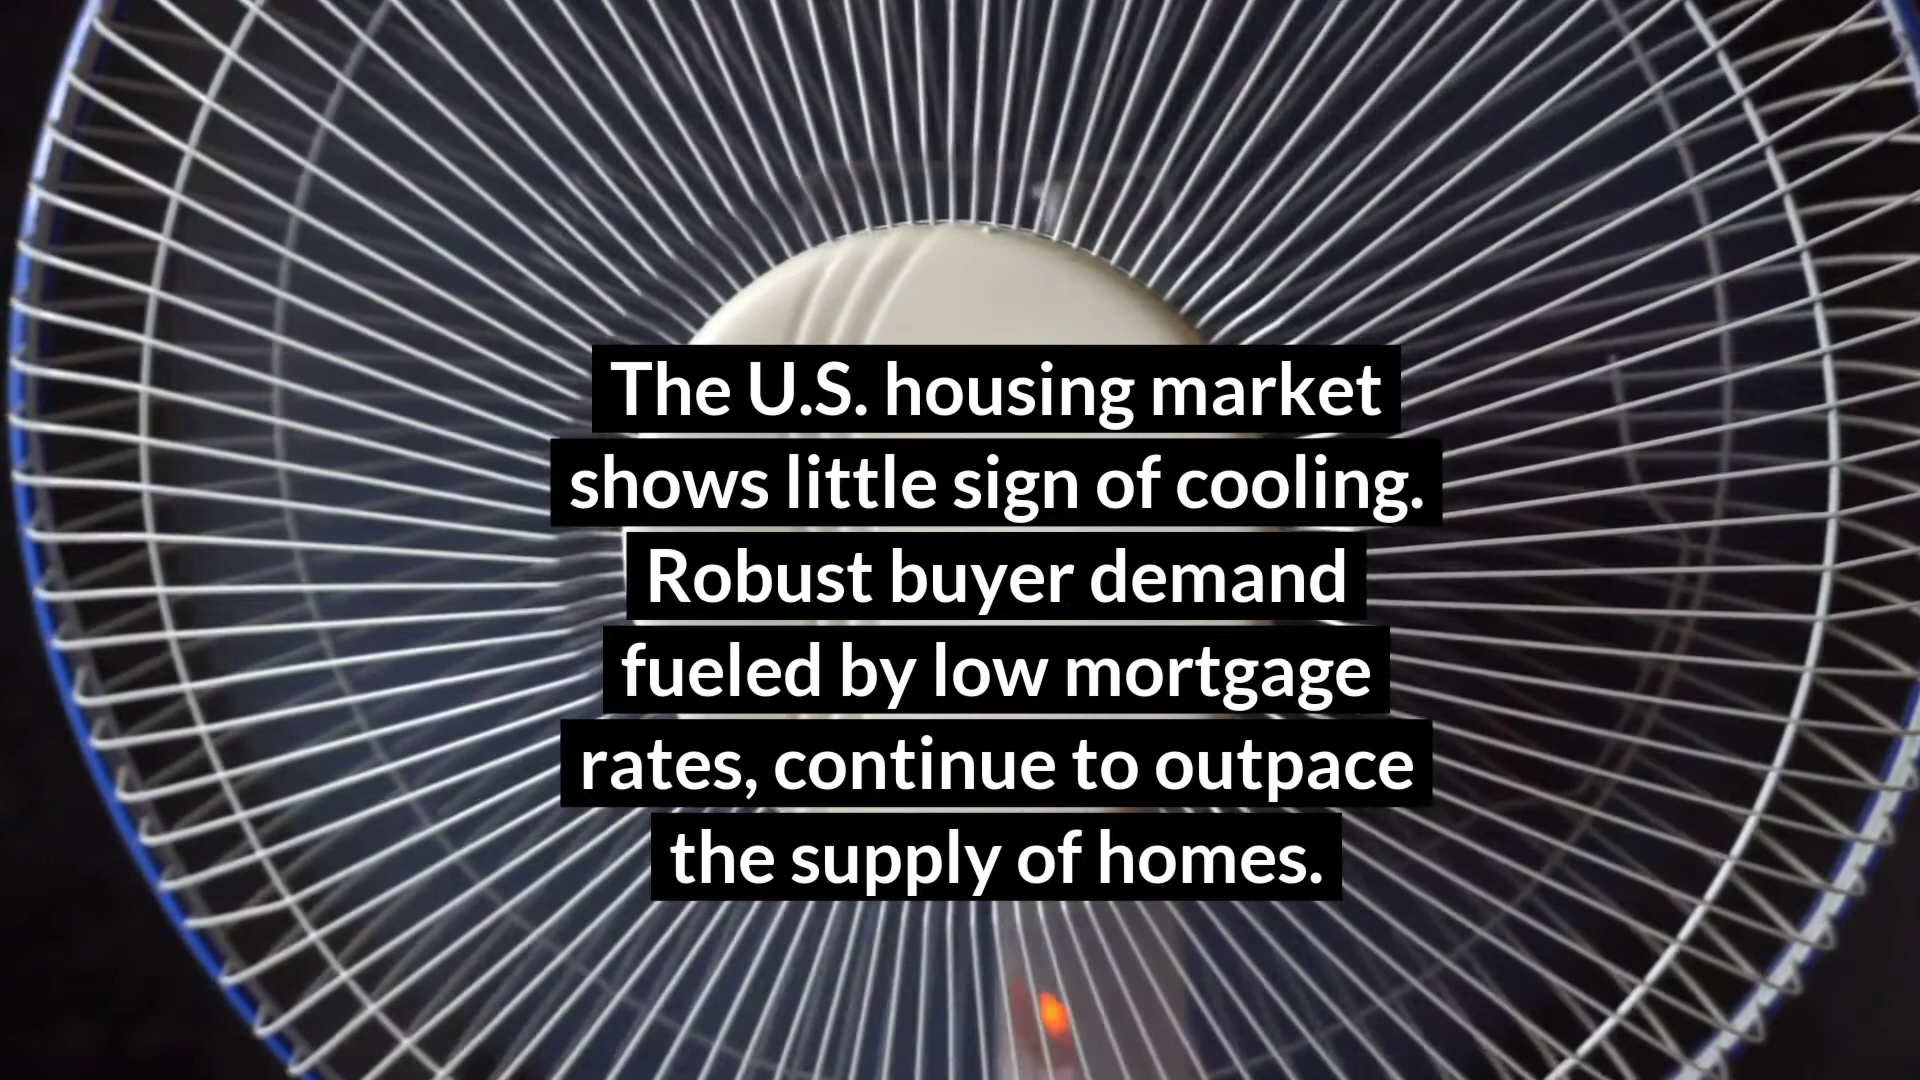 The U.S. housing market
shows little sign of cooling.
Robust buyer demand
fueled by low mortgage
rates, continue to outpace
the supply of homes.